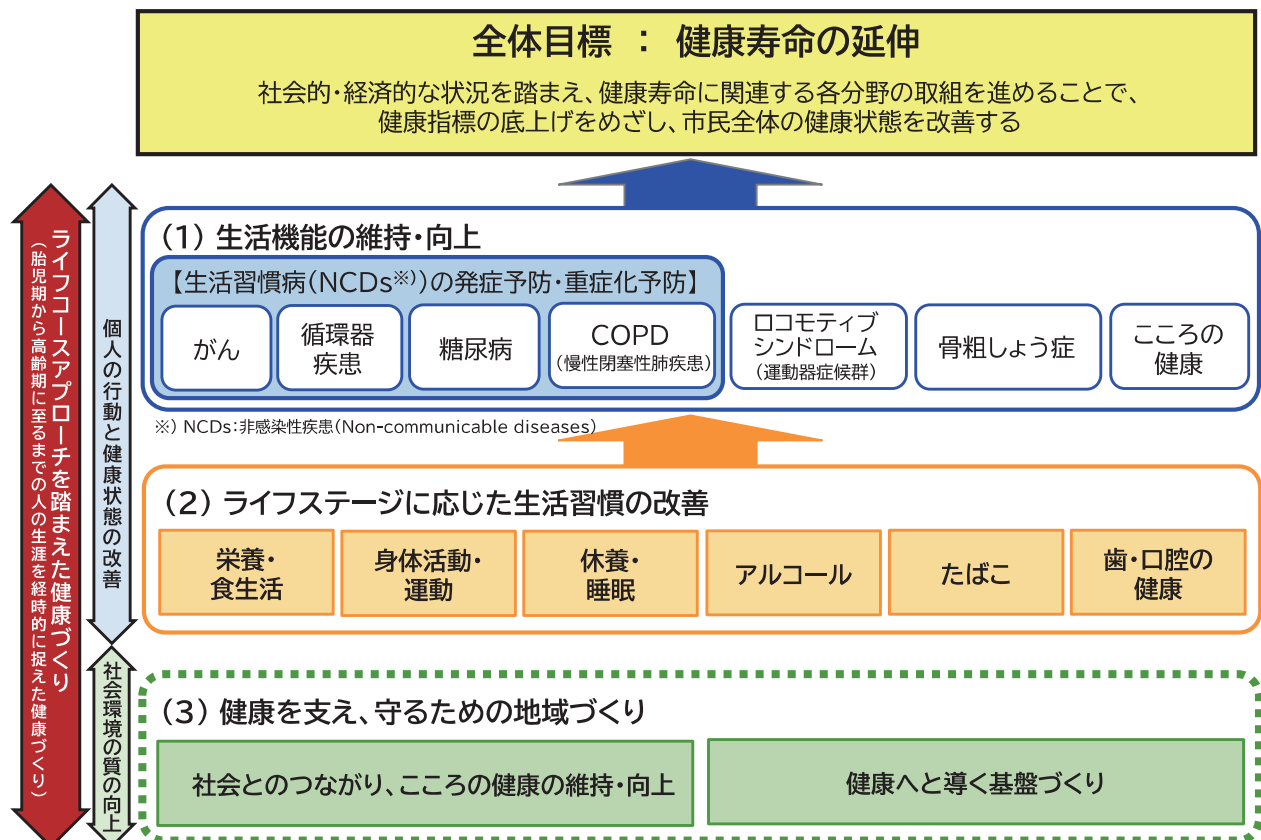 全体目標 : 健康寿命の延伸
社会的・経済的な状況を踏まえ、健康寿命に関連する各分野の取組を進めることで、
健康指標の底上げをめざし、市民全体の健康状態を改善する
ライフコースアプローチを踏まえた健康づくり
(胎児期から高齢期に至るまでの人の生涯を経時的に捉えた健康づくり)
個人の行動と健康状態の改善
社会環境の質の向上
(1) 生活機能の維持・向上
【生活習慣病(NCDs※))の発症予防・重症化予防】
がん
循環器
疾患
糖尿病
COPD
(慢性閉塞性肺疾患)
ロコモティブ
シンドローム
(運動器症候群)
骨粗しょう症
こころの
健康
※) NCDs:非感染性疾患(Non-communicable diseases)
(2) ライフステージに応じた生活習慣の改善
栄養・
食生活
身体活動・
運動
休養・
睡眠
アルコール
たばこ
歯・口腔の
健康
(3) 健康を支え、守るための地域づくり
社会とのつながり、こころの健康の維持・向上
健康へと導く基盤づくり